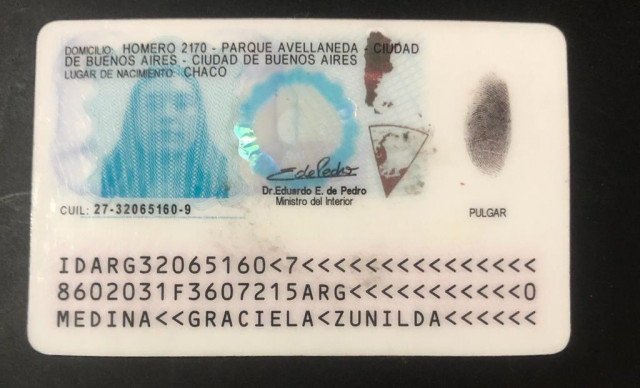 DOMICILIO: HOMERO 2170 - PARQUE AVELLANEDA - CIUDAD
DE BUENOS AIRES - CIUDAD DE BUENOS AIRES
LUGAR DE NACIMIENTO: CHACO
Dr.Eduardo E. de Pedro
Ministro del Interior
CUIL: 27-32065160-9
PULGAR
IDARG32065160<7<<<<<<<<<<<<<<<
8602031F3607215ARG<<<<<<<<<<<0
MEDINA<<GRACIELA<ZUNILDA<<<<<<